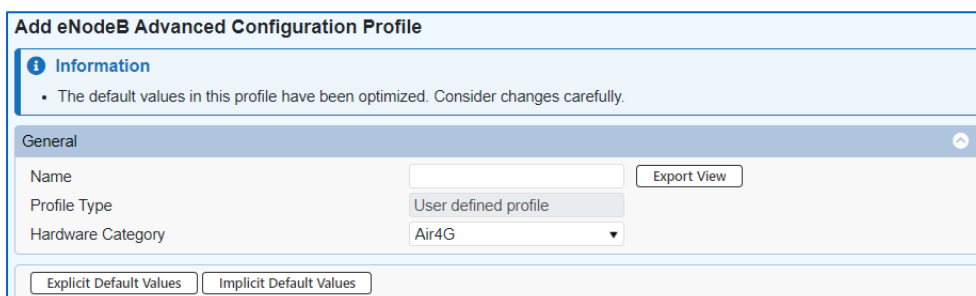 Add eNodeB Advanced Configuration Profile
Information
• The default values in this profile have been optimized. Consider changes carefully.
General
Name Export View
Profile Type User defined profile
Hardware Category Air4G
Explicit Default Values Implicit Default Values